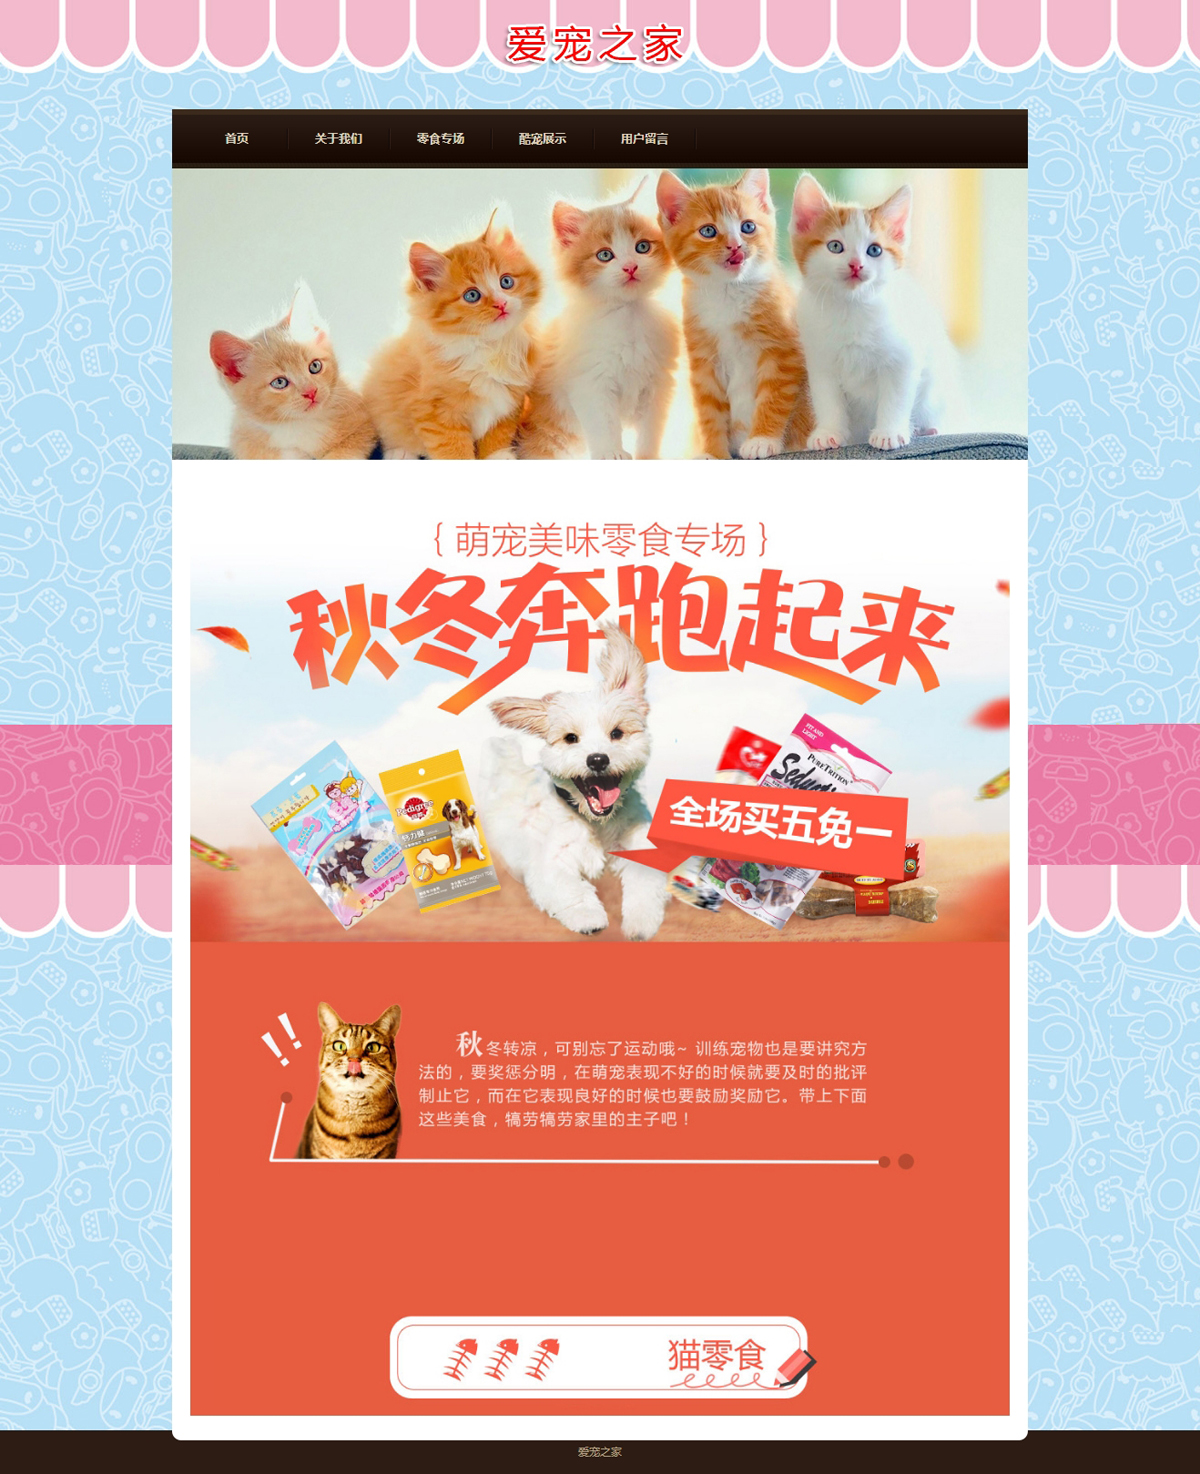 爱宠之家
首页 关于我们 零食专场 酷宠展示 用户留言
{ 萌宠美味零食专场 }
秋冬奔跑起来
FIT AND LIGHT
PURETRITION
Pedigree
全场买五免一
!!
秋冬转凉，可别忘了运动哦~ 训练宠物也是要讲究方
法的，要奖惩分明，在萌宠表现不好的时候就要及时的批评
制止它，而在它表现良好的时候也要鼓励奖励它。带上下面
这些美食，犒劳犒劳家里的主子吧！
猫零食
爱宠之家